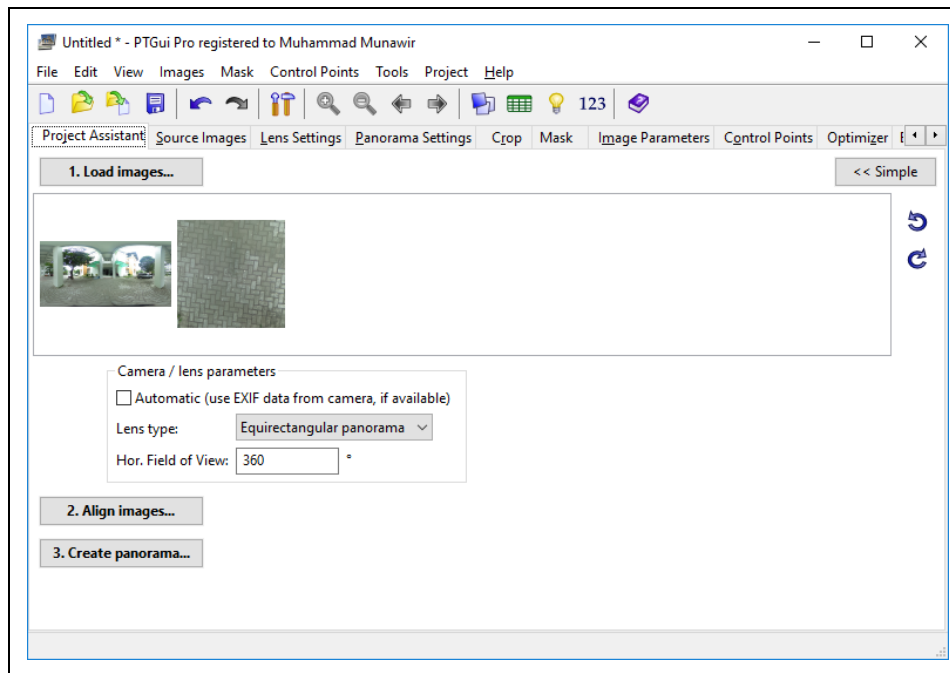 Untitled * - PTGui Pro registered to Muhammad Munawir
File Edit View Images Mask Control Points Tools Project Help
123
Project Assistant Source Images Lens Settings Panorama Settings Crop Mask Image Parameters Control Points Optimizer
1. Load images... << Simple
Camera / lens parameters
Automatic (use EXIF data from camera, if available)
Lens type: Equirectangular panorama
Hor. Field of View: 360 °
2. Align images...
3. Create panorama...